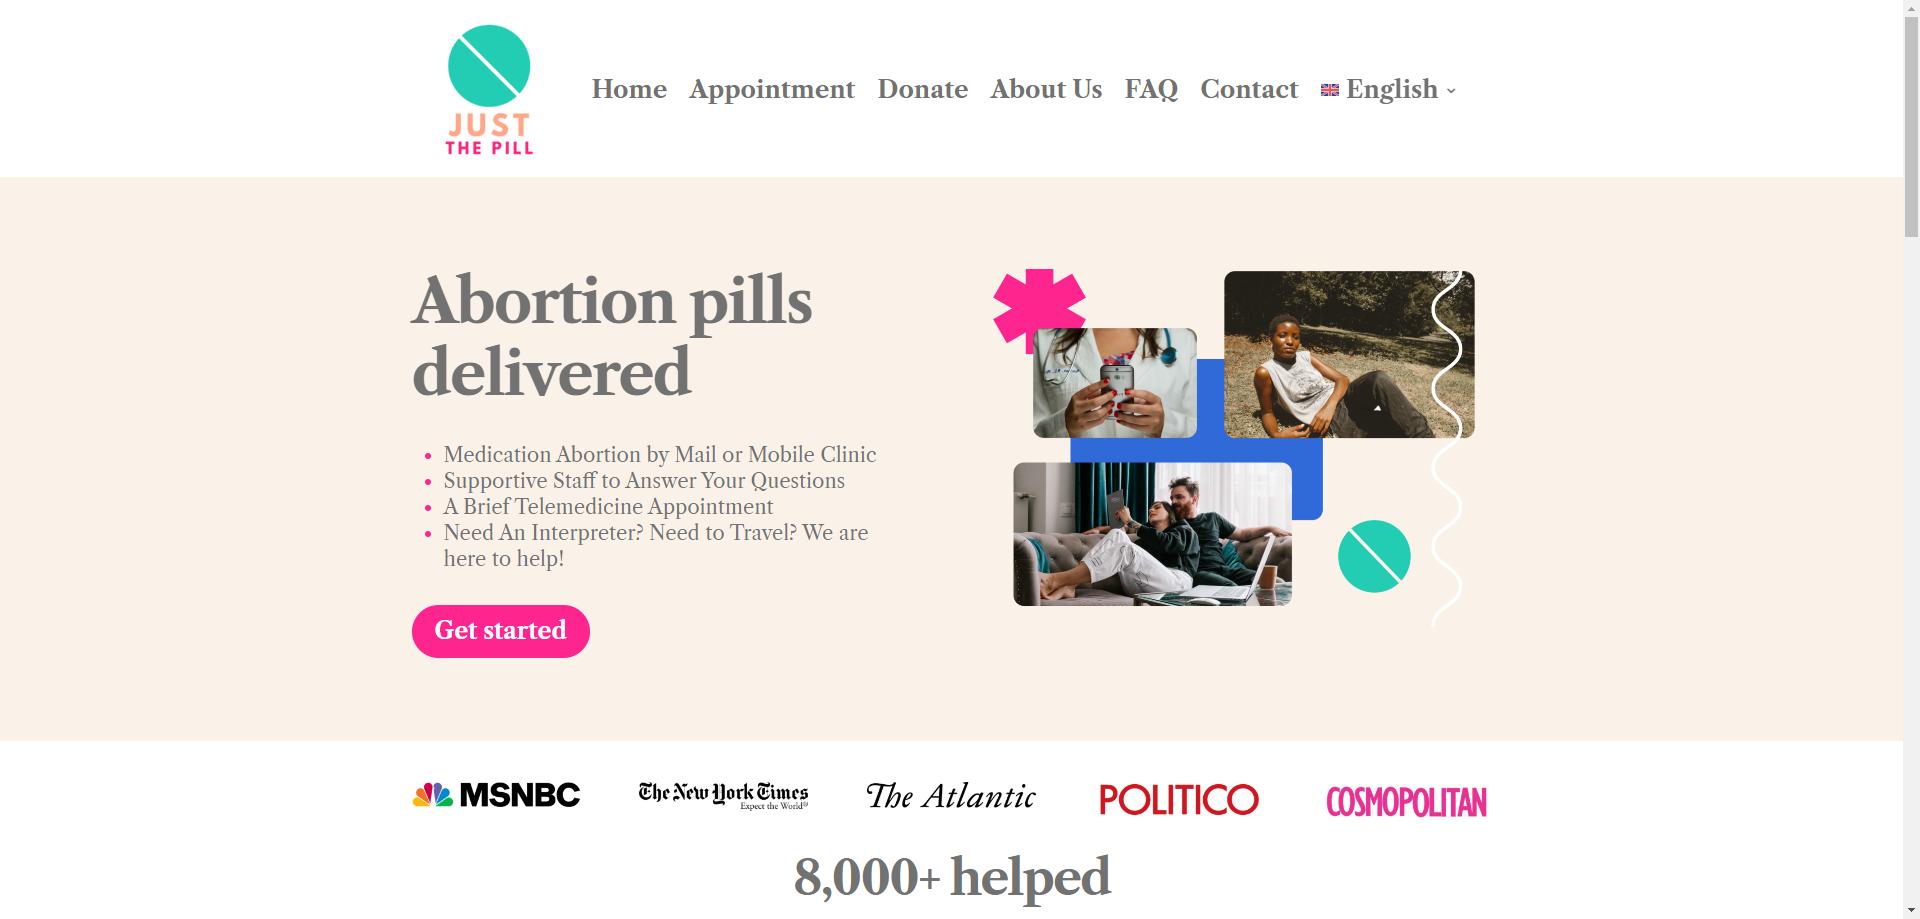 JUST
THE PILL
Home Appointment Donate About Us FAQ Contact English
Abortion pills
delivered
Medication Abortion by Mail or Mobile Clinic
Supportive Staff to Answer Your Questions
A Brief Telemedicine Appointment
Need An Interpreter? Need to Travel? We are
here to help!
Get started
MSNBC
The New York Times
Expect the World®
The Atlantic
POLITICO
COSMOPOLITAN
8,000+ helped